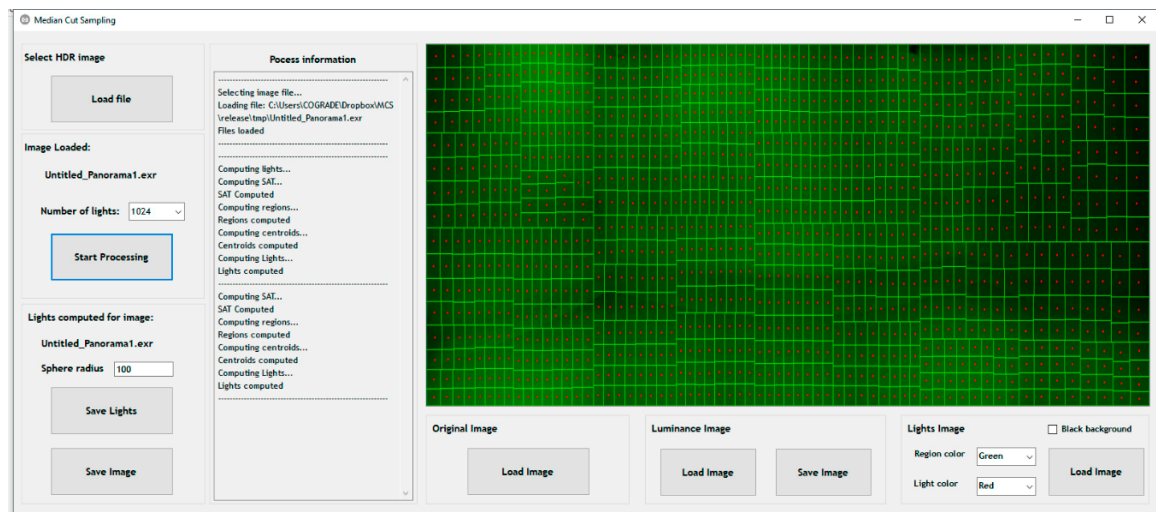 Median Cut Sampling
Select HDR image
Load file
Image Loaded:
Untitled_Panorama1.exr
Number of lights: 1024
Start Processing
Lights computed for image:
Untitled_Panorama1.exr
Sphere radius 100
Save Lights
Save Image
Pocess information
Selecting image file...
Loading file: C:\Users\COGRADE\Dropbox\MCS
\release\tmp\Untitled_Panorama1.exr
Files loaded
Computing lights...
Computing SAT...
SAT Computed
Computing regions...
Regions computed
Computing centroids...
Centroids computed
Computing Lights...
Lights computed
Computing SAT...
SAT Computed
Computing regions...
Regions computed
Computing centroids...
Centroids computed
Computing Lights...
Lights computed
Original Image
Load Image
Luminance Image
Load Image
Save Image
Lights Image
Black background
Region color Green
Light color Red
Load Image